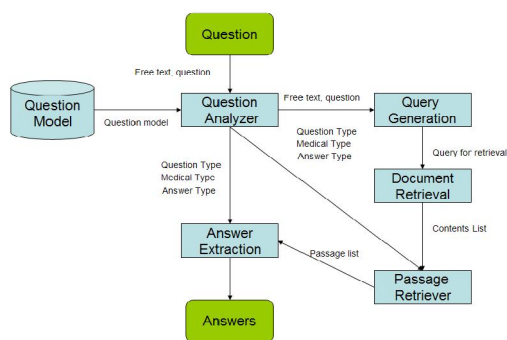 Question
Free text, question
Question
Model
Question model
Question
Analyzer
Free text, question
Query
Generation
Question Type
Medical Type
Answer Type
Query for retrieval
Question Type
Medical Type
Answer Type
Document
Retrieval
Contents List
Answer
Extraction
Passage list
Passage
Retriever
Answers